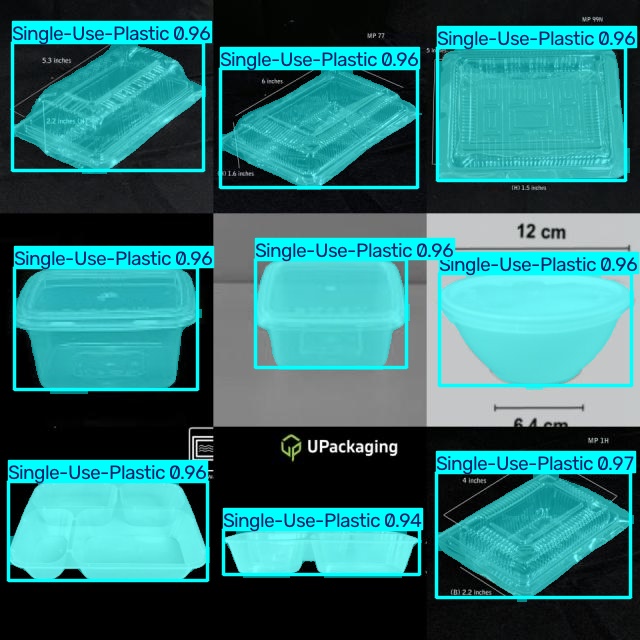 Single-Use-Plastic 0.96
5.3 inches
2.2 inches
MP 77
Single-Use-Plastic 0.96
6 inches
1.6 inches
MP 99N
Single-Use-Plastic 0.96
(H) 1.5 inches
Single-Use-Plastic 0.96
Single-Use-Plastic 0.96
12 cm
Single-Use-Plastic 0.96
6.4 cm
Single-Use-Plastic 0.96
UPackaging
Single-Use-Plastic 0.94
MP 1H
Single-Use-Plastic 0.97
4 inches
(B) 2.2 inches